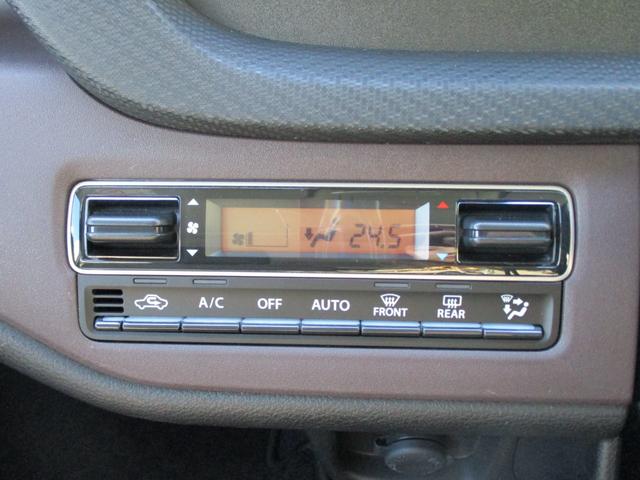 24.5
A/C OFF AUTO FRONT REAR